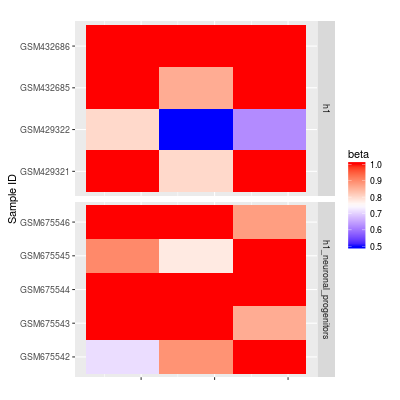 GSM432686
GSM432685
GSM429322
GSM429321
h1
GSM675546
GSM675545
GSM675544
GSM675543
GSM675542
h1_neuronal_progenitors
Sample ID
beta
1.0
0.9
0.8
0.7
0.6
0.5